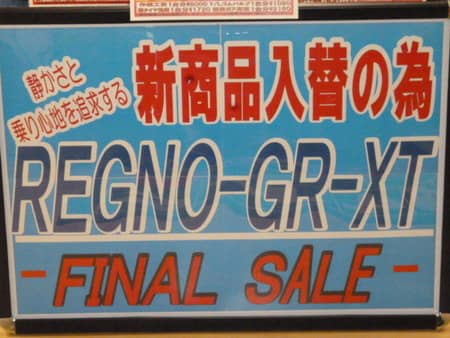 静かさと
乗り心地を追求する
新商品入替の為
REGNO-GR-XT
- FINAL SALE -